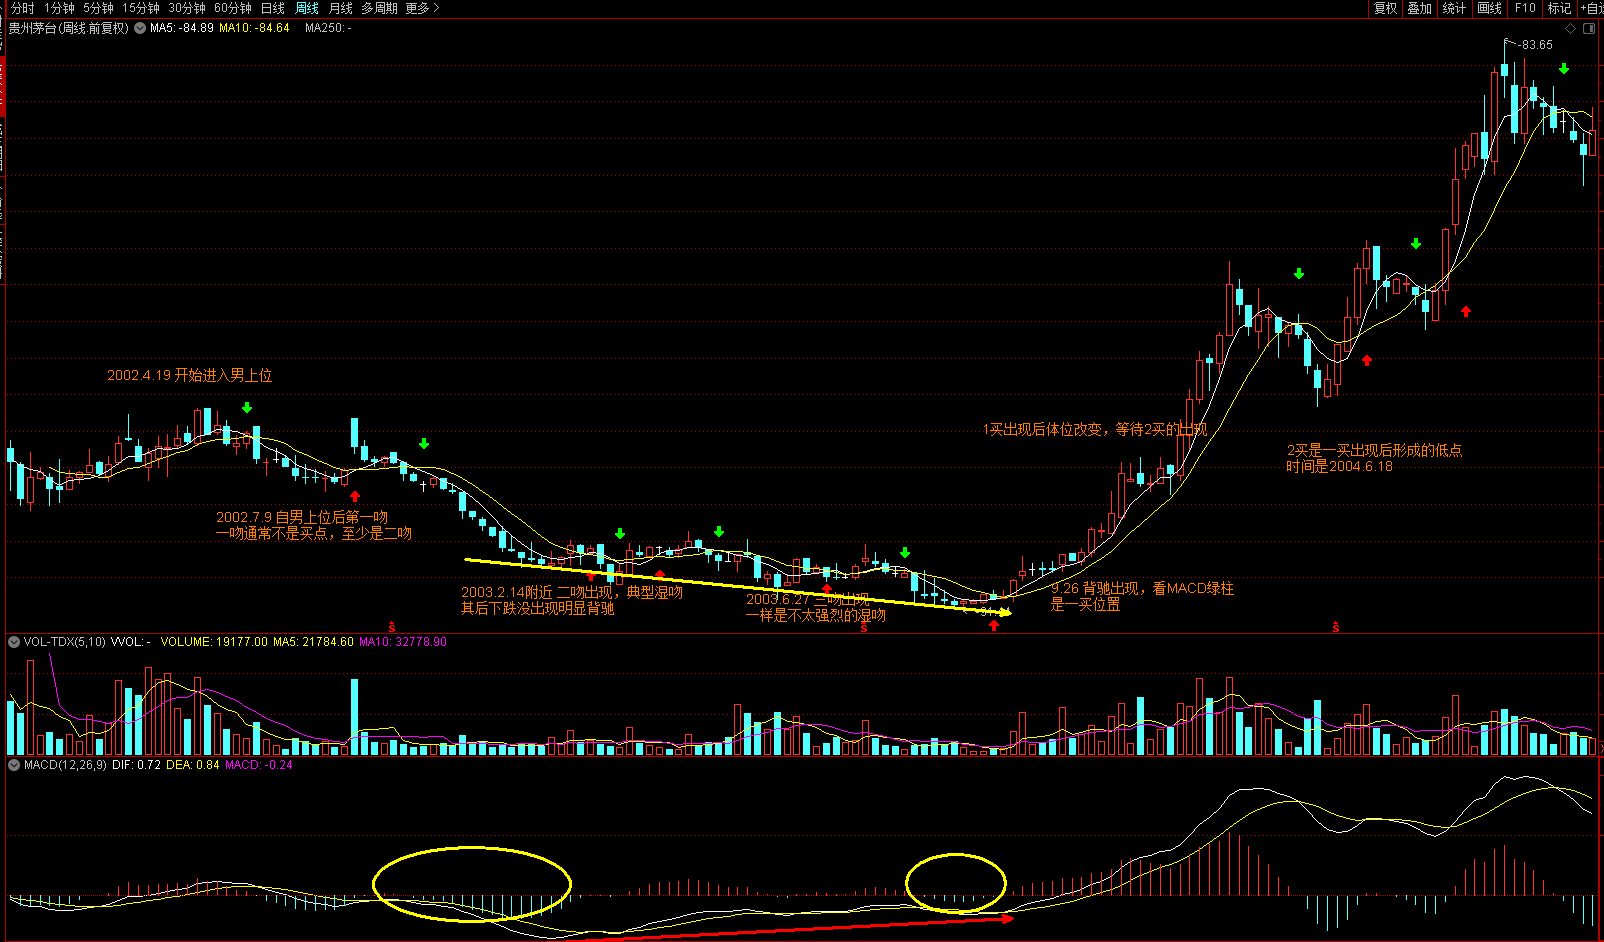 分时 1分钟 5分钟 15分钟 30分钟 60分钟 日线 周线 月线 多周期 更多 >
复权 叠加 统计 画线 F10 标记 +自选
贵州茅台(周线.前复权) MA5: -84.89 MA10: -84.64 MA250: -
-83.65
2002.4.19 开始进入男上位
1买出现后体位改变，等待2买的出现
2买是一买出现后形成的低点
时间是2004.6.18
2002.7.9 自男上位后第一吻
一吻通常不是买点，至少是二吻
2003.2.14附近 二吻出现，典型湿吻
其后下跌没出现明显背驰
2003.6.27 三吻出现
一样是不太强烈的湿吻
9.26 背驰出现，看MACD绿柱
是一买位置
S
S
S
VOL-TDX(5,10) VVOL: - VOLUME: 19177.00 MA5: 21784.60 MA10: 32778.90
MACD(12,26,9) DIF: 0.72 DEA: 0.84 MACD: -0.24